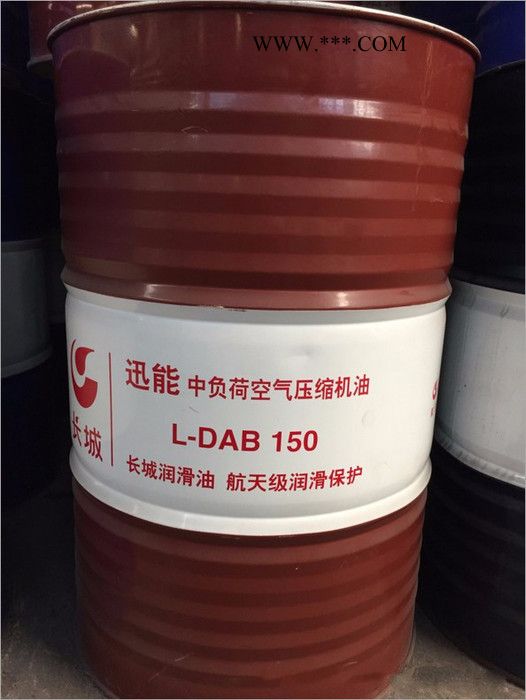 WWW.***.COM
迅能 中负荷空气压缩机油
长城
L-DAB 150
长城润滑油 航天级润滑保护